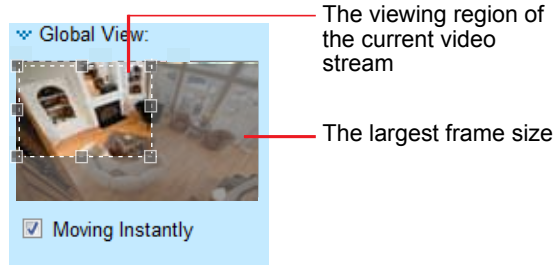 The viewing region of
the current video
stream
Global View:
The largest frame size
Moving Instantly